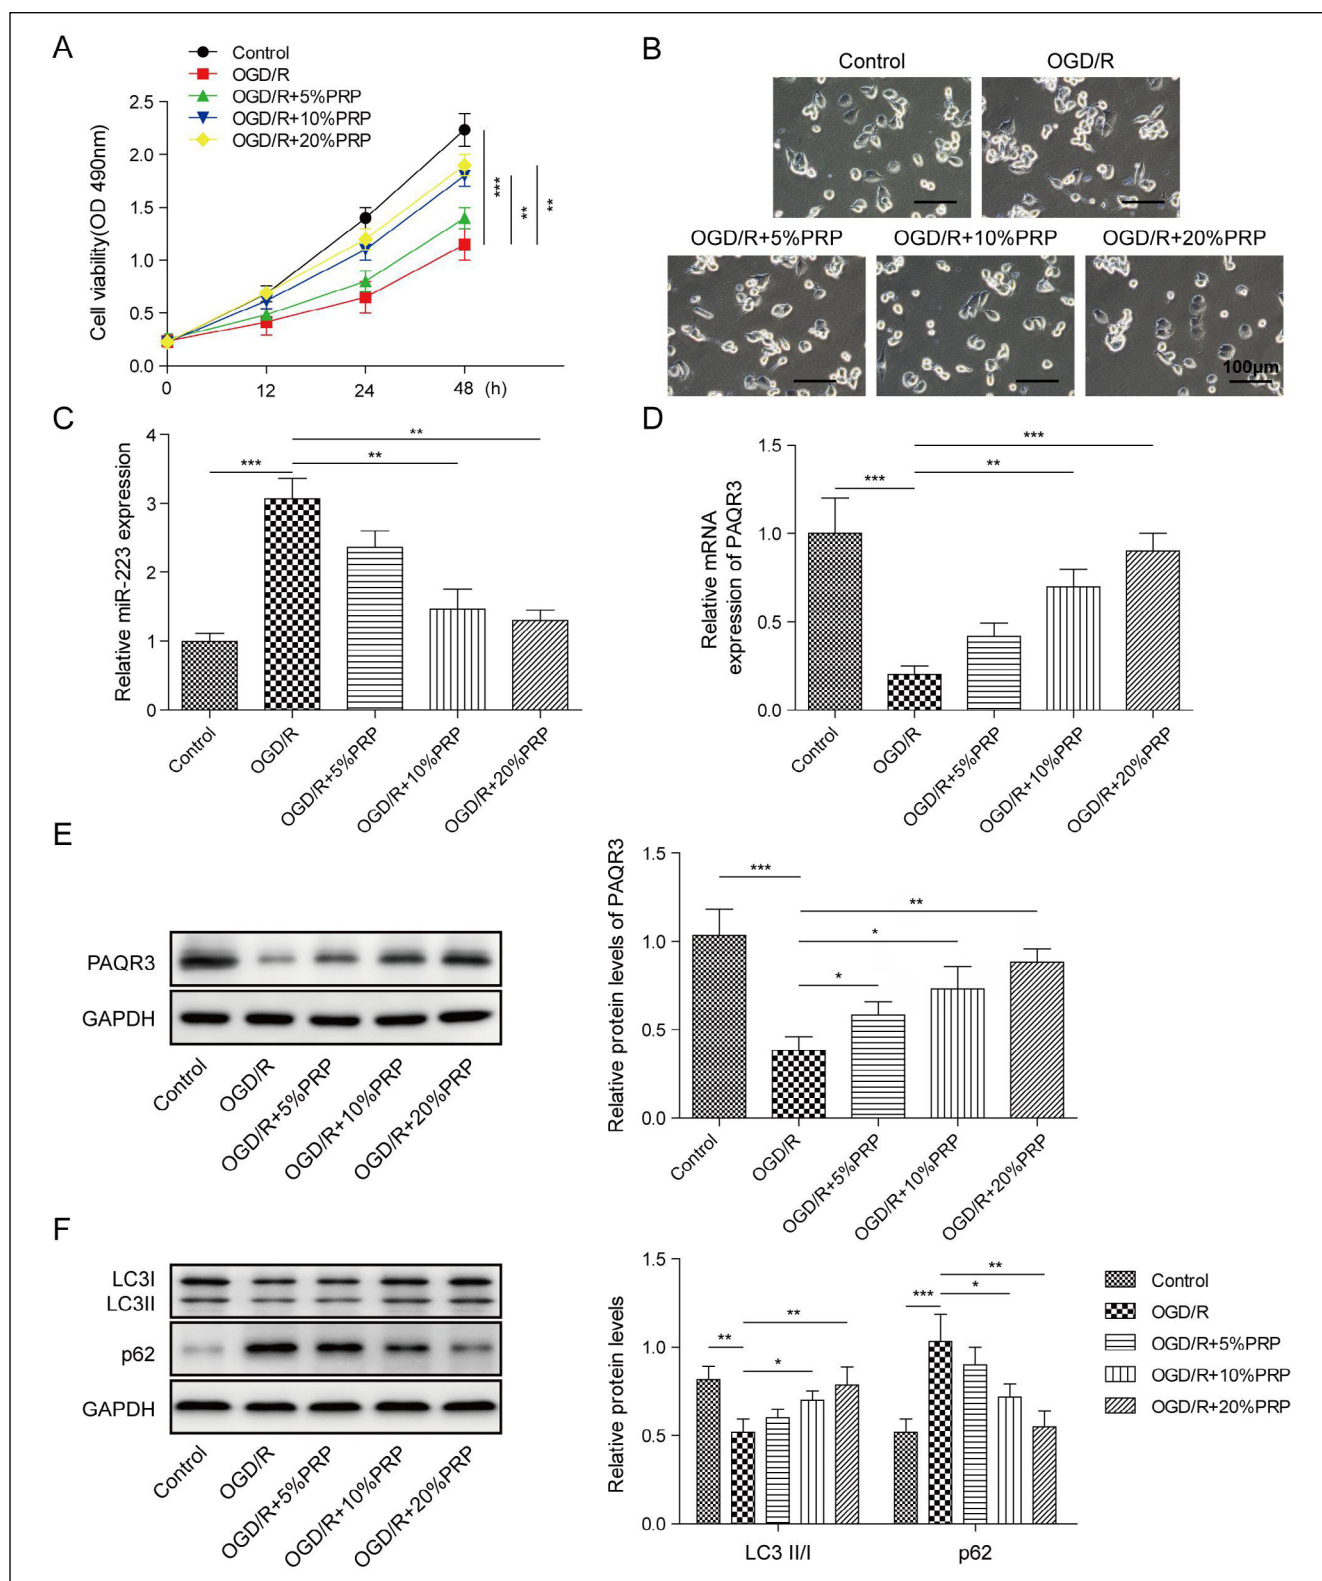 A
Control
OGD/R
OGD/R+5%PRP
OGD/R+10%PRP
OGD/R+20%PRP
Cell viability(OD 490nm)
2.5
2.0
1.5
1.0
0.5
0.0
0
12
24
48
(h)
***
**
**
B
Control
OGD/R
OGD/R+5%PRP
OGD/R+10%PRP
OGD/R+20%PRP
100μm
C
Relative miR-223 expression
4
3
2
1
0
***
**
**
Control
OGD/R
OGD/R+5%PRP
OGD/R+10%PRP
OGD/R+20%PRP
D
Relative mRNA
expression of PAQR3
1.5
1.0
0.5
0.0
***
**
***
Control
OGD/R
OGD/R+5%PRP
OGD/R+10%PRP
OGD/R+20%PRP
E
PAQR3
GAPDH
Control
OGD/R
OGD/R+5%PRP
OGD/R+10%PRP
OGD/R+20%PRP
Relative protein levels of PAQR3
1.5
1.0
0.5
0.0
***
**
*
*
Control
OGD/R
OGD/R+5%PRP
OGD/R+10%PRP
OGD/R+20%PRP
F
LC3I
LC3II
p62
GAPDH
Control
OGD/R
OGD/R+5%PRP
OGD/R+10%PRP
OGD/R+20%PRP
Relative protein levels
1.5
1.0
0.5
0.0
**
*
**
***
*
**
LC3 II/I
p62
Control
OGD/R
OGD/R+5%PRP
OGD/R+10%PRP
OGD/R+20%PRP